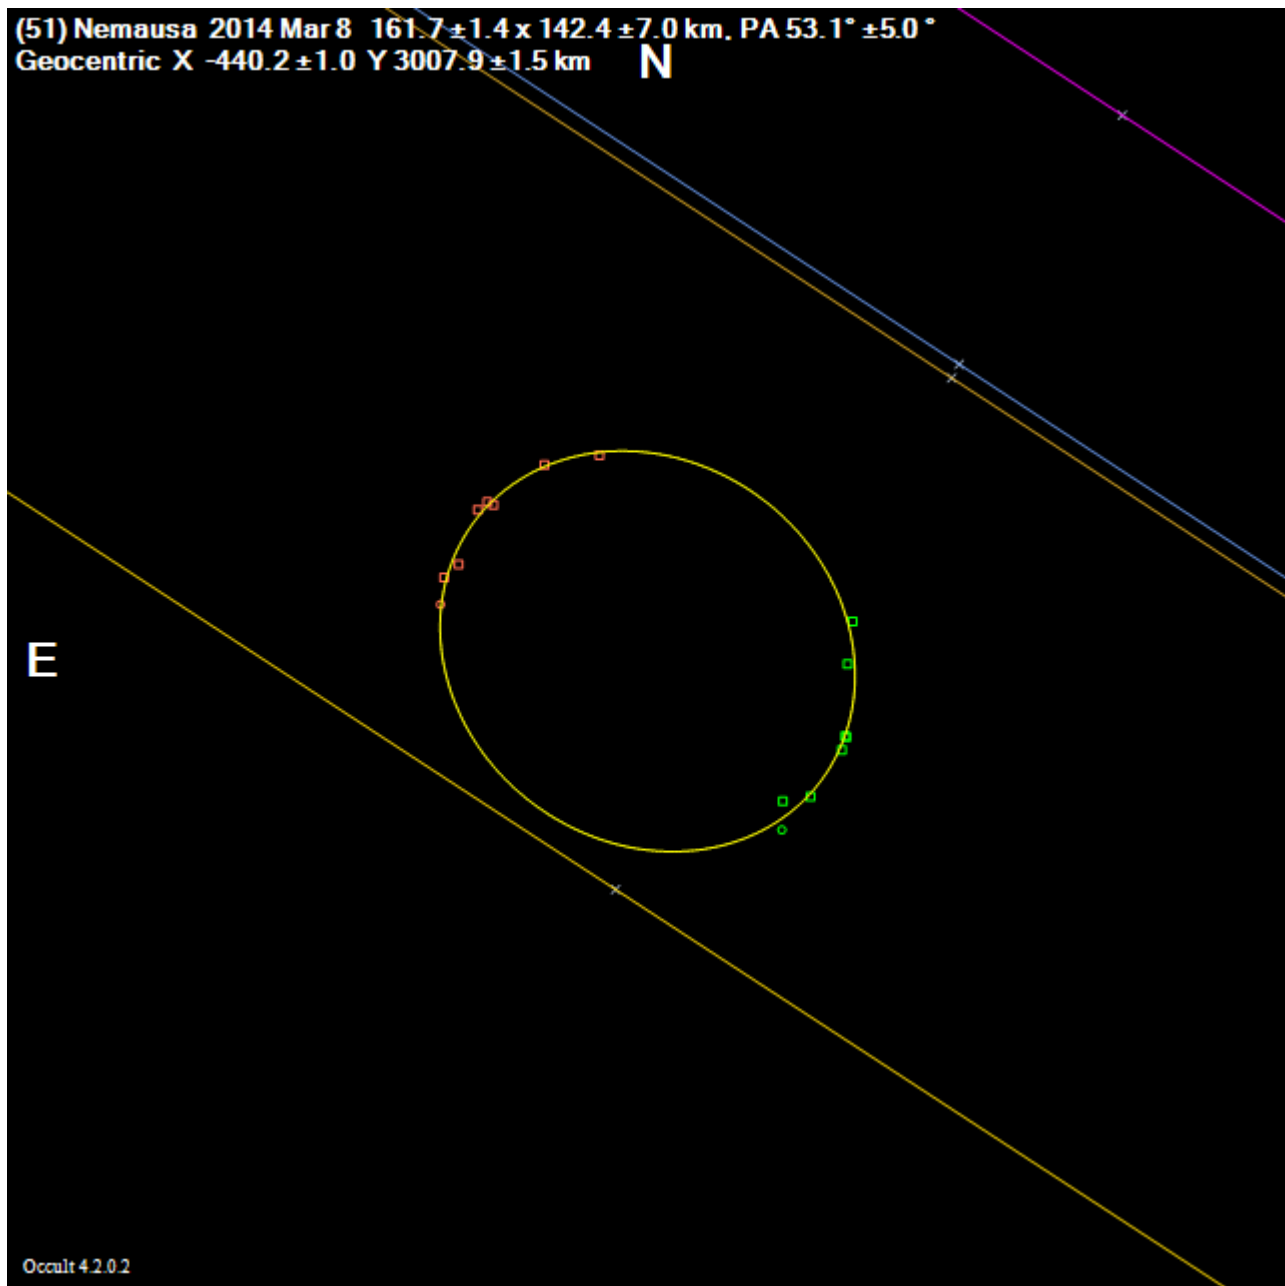 (51) Nemausa 2014 Mar 8 161.7 ±1.4 x 142.4 ±7.0 km, PA 53.1° ±5.0 °
Geocentric X -440.2 ±1.0 Y 3007.9 ±1.5 km
N
E
Occult 4.2.0.2